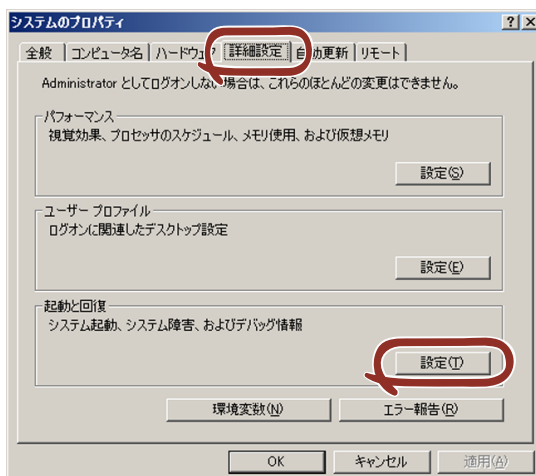 システムのプロパティ
全般 コンピュータ名 ハードウェア 詳細設定 自動更新 リモート
Administrator としてログオンしない場合は、これらのほとんどの変更はできません。
パフォーマンス
視覚効果、プロセッサのスケジュール、メモリ使用、および仮想メモリ
設定(S)
ユーザー プロファイル
ログオンに関連したデスクトップ設定
設定(E)
起動と回復
システム起動、システム障害、およびデバッグ情報
設定(T)
環境変数(N) エラー報告(R)
OK キャンセル 適用(A)